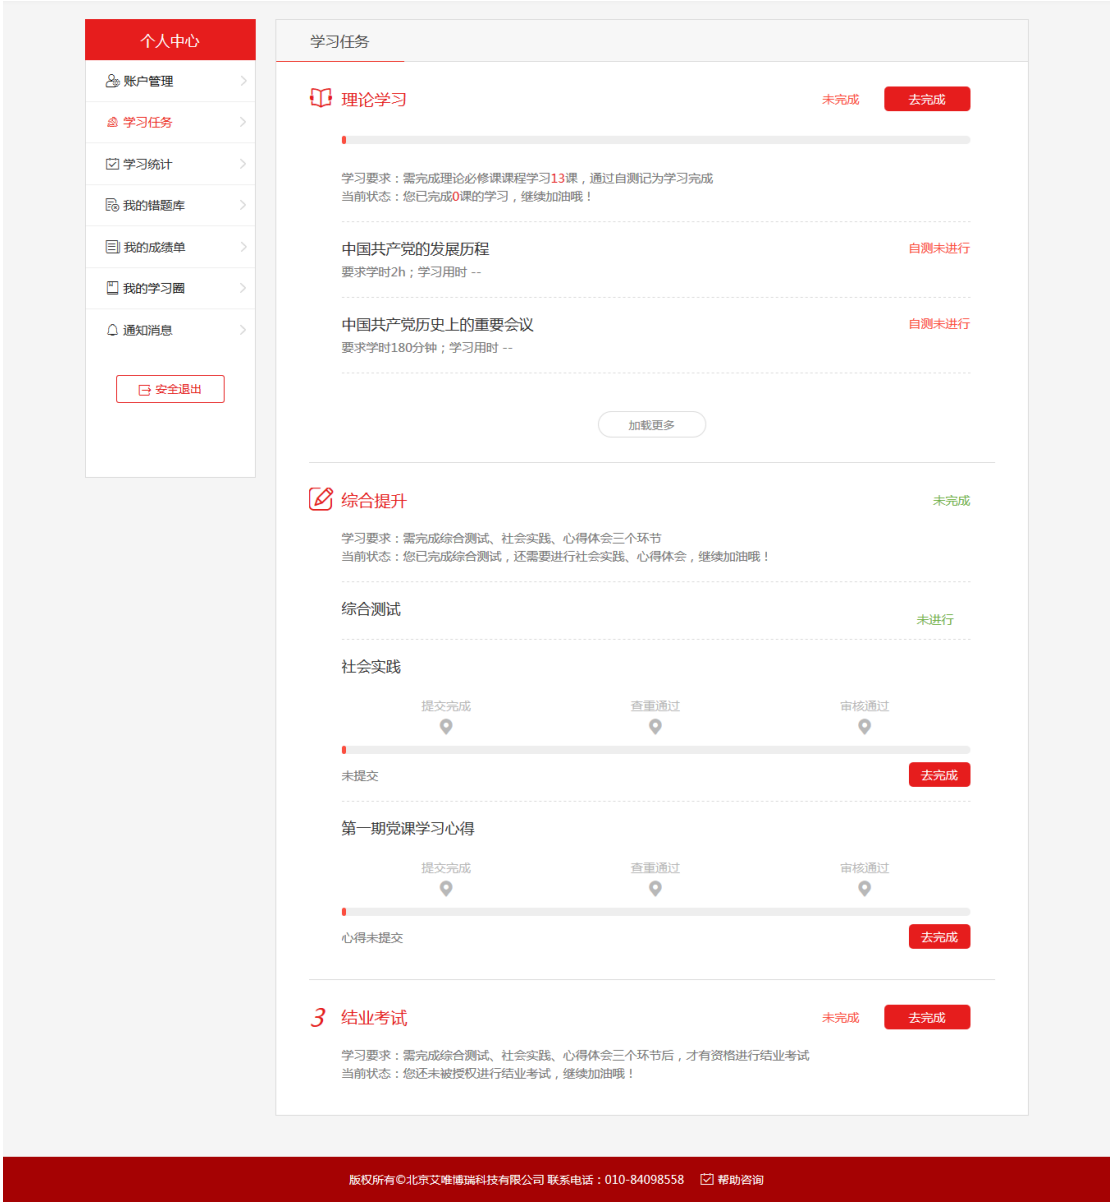 个人中心
账户管理
学习任务
学习统计
我的错题库
我的成绩单
我的学习圈
通知消息
安全退出
学习任务
理论学习 未完成 去完成
学习要求：需完成理论必修课课程学习13课，通过自测记为学习完成
当前状态：您已完成0课的学习，继续加油哦！
中国共产党的发展历程 自测未进行
要求学时2h；学习用时 --
中国共产党历史上的重要会议 自测未进行
要求学时180分钟；学习用时 --
加载更多
综合提升 未完成
学习要求：需完成综合测试、社会实践、心得体会三个环节
当前状态：您已完成综合测试，还需要进行社会实践、心得体会，继续加油哦！
综合测试 未进行
社会实践
提交完成 查重通过 审核通过
未提交 去完成
第一期党课学习心得
提交完成 查重通过 审核通过
心得未提交 去完成
3 结业考试 未完成 去完成
学习要求：需完成综合测试、社会实践、心得体会三个环节后，才有资格进行结业考试
当前状态：您还未被授权进行结业考试，继续加油哦！
版权所有©北京艾唯博瑞科技有限公司 联系电话：010-84098558 帮助咨询